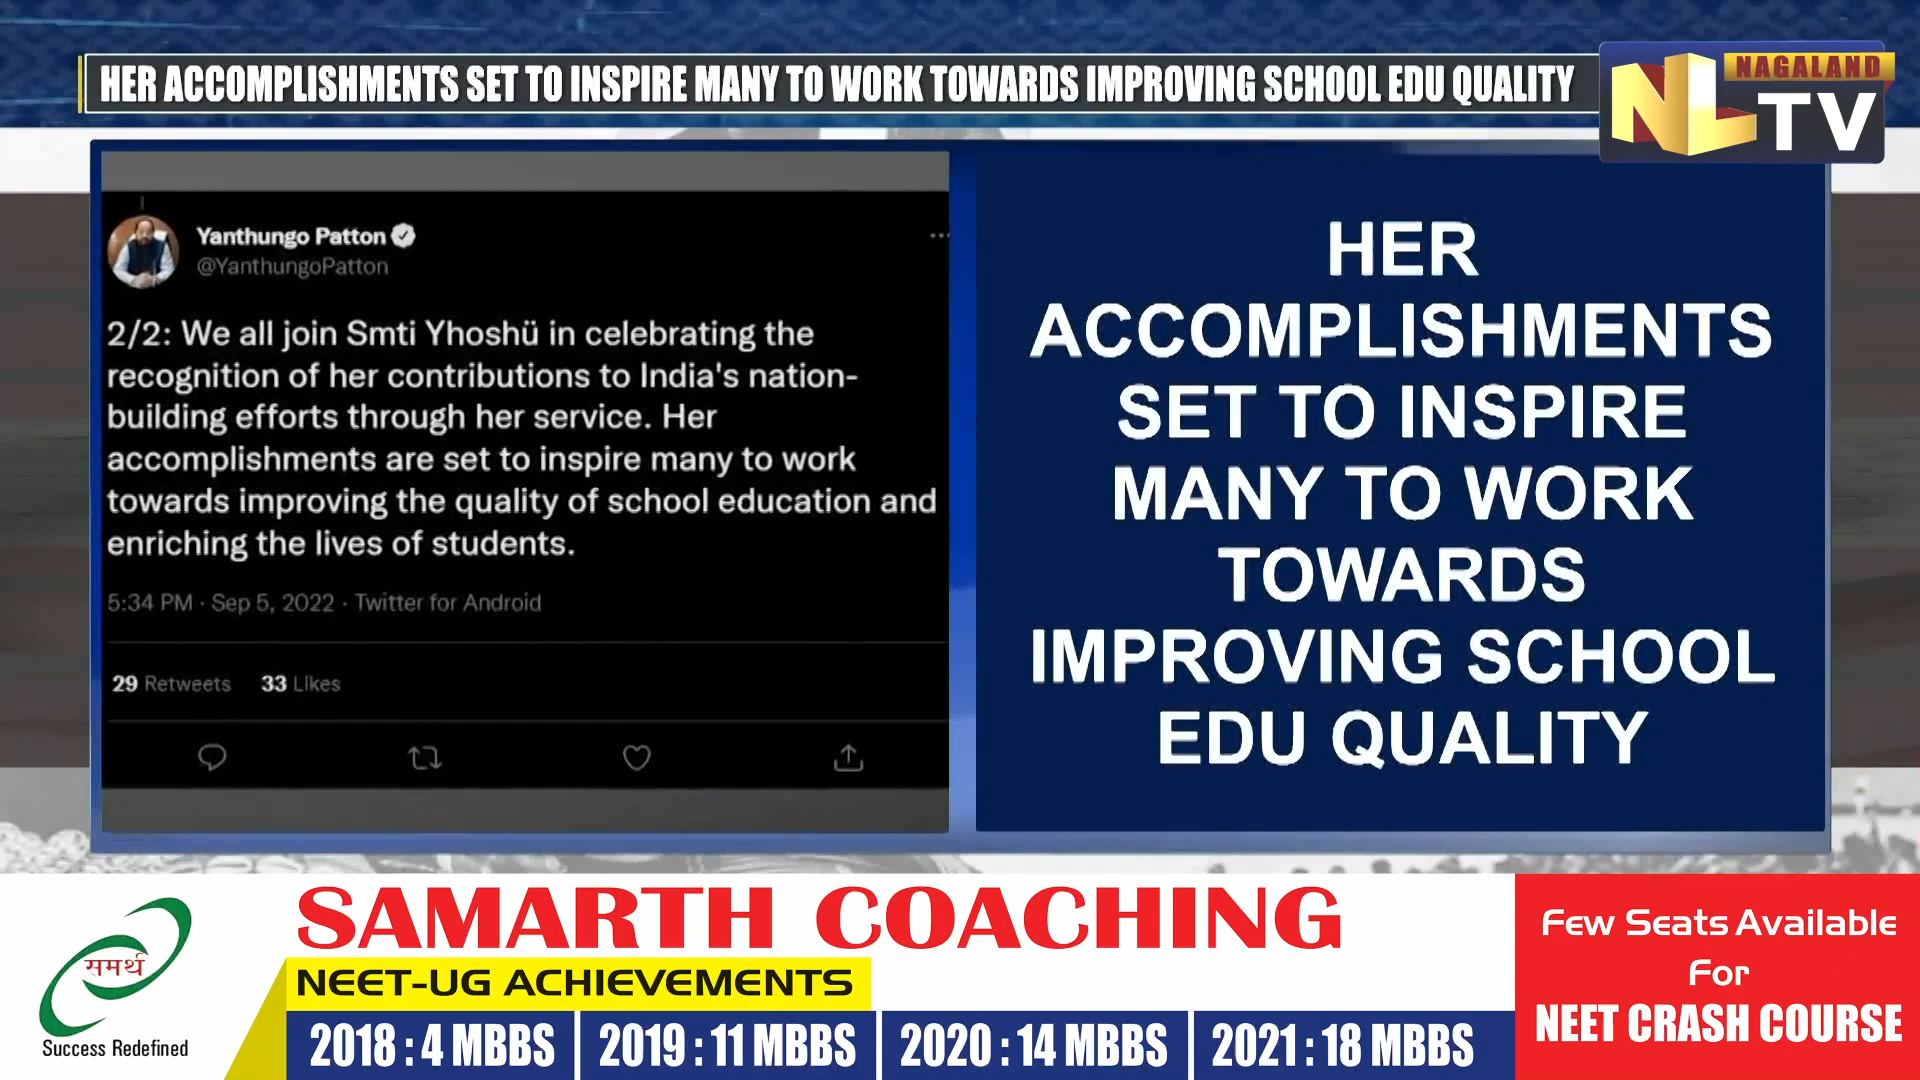 HER ACCOMPLISHMENTS SET TO INSPIRE MANY TO WORK TOWARDS IMPROVING SCHOOL EDU QUALITY
NAGALAND
NL TV
Yanthungo Patton
@YanthungoPatton
2/2: We all join Smti Yhoshü in celebrating the
recognition of her contributions to India's nation-
building efforts through her service. Her
accomplishments are set to inspire many to work
towards improving the quality of school education and
enriching the lives of students.
5:34 PM · Sep 5, 2022 · Twitter for Android
29 Retweets 33 Likes
HER
ACCOMPLISHMENTS
SET TO INSPIRE
MANY TO WORK
TOWARDS
IMPROVING SCHOOL
EDU QUALITY
समर्थ
Success Redefined
SAMARTH COACHING
NEET-UG ACHIEVEMENTS
2018 : 4 MBBS
2019 : 11 MBBS
2020 : 14 MBBS
2021 : 18 MBBS
Few Seats Available
For
NEET CRASH COURSE